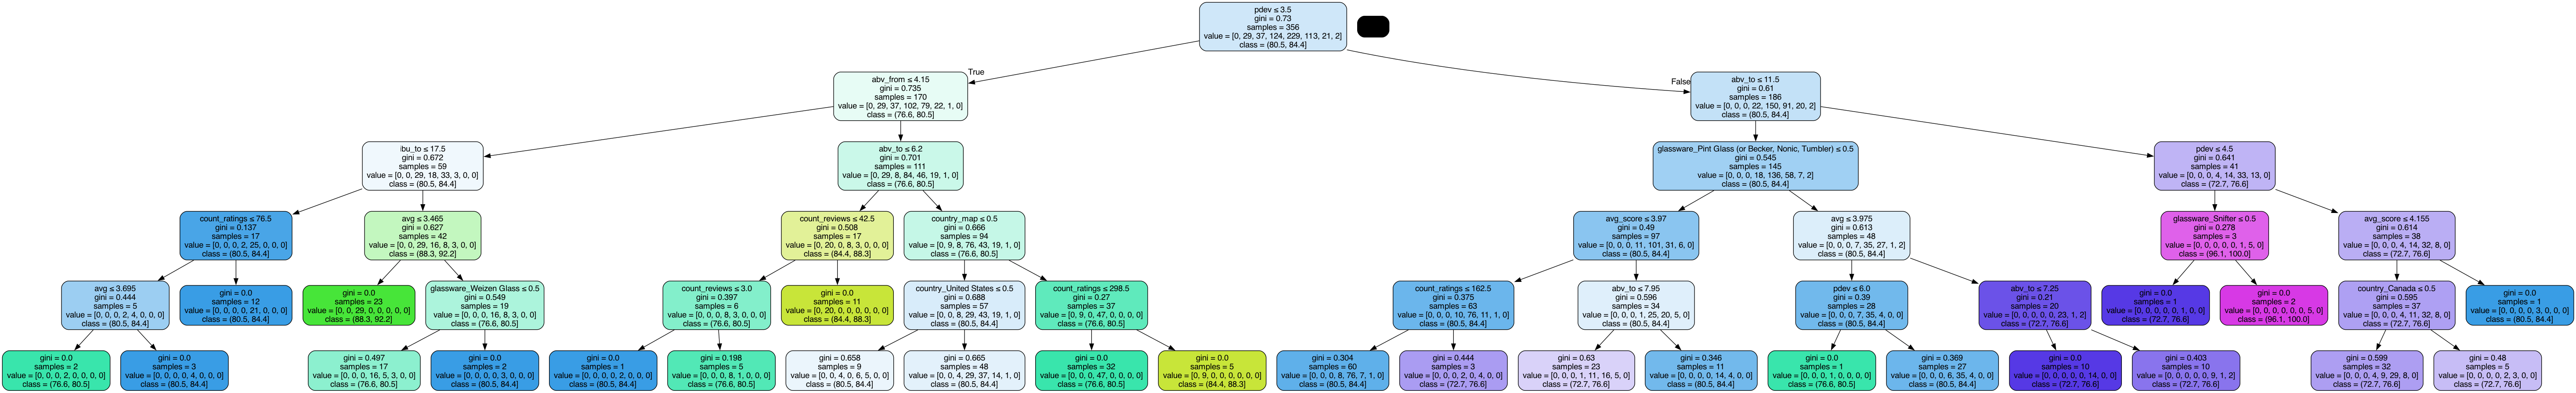 pdev ≤ 3.5
gini = 0.73
samples = 356
value = [0, 29, 37, 124, 229, 113, 21, 2]
class = (80.5, 84.4]
True
False
abv_from ≤ 4.15
gini = 0.735
samples = 170
value = [0, 29, 37, 102, 79, 22, 1, 0]
class = (76.6, 80.5]
abv_to ≤ 11.5
gini = 0.61
samples = 186
value = [0, 0, 0, 22, 150, 91, 20, 2]
class = (80.5, 84.4]
ibu_to ≤ 17.5
gini = 0.672
samples = 59
value = [0, 0, 29, 18, 33, 3, 0, 0]
class = (80.5, 84.4]
abv_to ≤ 6.2
gini = 0.701
samples = 111
value = [0, 29, 8, 84, 46, 19, 1, 0]
class = (76.6, 80.5]
glassware_Pint Glass (or Becker, Nonic, Tumbler) ≤ 0.5
gini = 0.545
samples = 145
value = [0, 0, 0, 18, 136, 58, 7, 2]
class = (80.5, 84.4]
pdev ≤ 4.5
gini = 0.641
samples = 41
value = [0, 0, 0, 4, 14, 33, 13, 0]
class = (72.7, 76.6]
count_ratings ≤ 76.5
gini = 0.137
samples = 17
value = [0, 0, 0, 2, 25, 0, 0, 0]
class = (80.5, 84.4]
avg ≤ 3.465
gini = 0.627
samples = 42
value = [0, 0, 29, 16, 8, 3, 0, 0]
class = (88.3, 92.2]
count_reviews ≤ 42.5
gini = 0.508
samples = 17
value = [0, 20, 0, 8, 3, 0, 0, 0]
class = (84.4, 88.3]
country_map ≤ 0.5
gini = 0.666
samples = 94
value = [0, 9, 8, 76, 43, 19, 1, 0]
class = (76.6, 80.5]
avg_score ≤ 3.97
gini = 0.49
samples = 97
value = [0, 0, 0, 11, 101, 31, 6, 0]
class = (80.5, 84.4]
avg ≤ 3.975
gini = 0.613
samples = 48
value = [0, 0, 0, 7, 35, 27, 1, 2]
class = (80.5, 84.4]
glassware_Snifter ≤ 0.5
gini = 0.278
samples = 3
value = [0, 0, 0, 0, 0, 1, 5, 0]
class = (96.1, 100.0]
avg_score ≤ 4.155
gini = 0.614
samples = 38
value = [0, 0, 0, 4, 14, 32, 8, 0]
class = (72.7, 76.6]
avg ≤ 3.695
gini = 0.444
samples = 5
value = [0, 0, 0, 2, 4, 0, 0, 0]
class = (80.5, 84.4]
gini = 0.0
samples = 12
value = [0, 0, 0, 0, 21, 0, 0, 0]
class = (80.5, 84.4]
gini = 0.0
samples = 23
value = [0, 0, 29, 0, 0, 0, 0, 0]
class = (88.3, 92.2]
glassware_Weizen Glass ≤ 0.5
gini = 0.549
samples = 19
value = [0, 0, 0, 16, 8, 3, 0, 0]
class = (76.6, 80.5]
count_reviews ≤ 3.0
gini = 0.397
samples = 6
value = [0, 0, 0, 8, 3, 0, 0, 0]
class = (76.6, 80.5]
gini = 0.0
samples = 11
value = [0, 20, 0, 0, 0, 0, 0, 0]
class = (84.4, 88.3]
country_United States ≤ 0.5
gini = 0.688
samples = 57
value = [0, 0, 8, 29, 43, 19, 1, 0]
class = (80.5, 84.4]
count_ratings ≤ 298.5
gini = 0.27
samples = 37
value = [0, 9, 0, 47, 0, 0, 0, 0]
class = (76.6, 80.5]
count_ratings ≤ 162.5
gini = 0.375
samples = 63
value = [0, 0, 0, 10, 76, 11, 1, 0]
class = (80.5, 84.4]
abv_to ≤ 7.95
gini = 0.596
samples = 34
value = [0, 0, 0, 1, 25, 20, 5, 0]
class = (80.5, 84.4]
pdev ≤ 6.0
gini = 0.39
samples = 28
value = [0, 0, 0, 7, 35, 4, 0, 0]
class = (80.5, 84.4]
abv_to ≤ 7.25
gini = 0.21
samples = 20
value = [0, 0, 0, 0, 0, 23, 1, 2]
class = (72.7, 76.6]
gini = 0.0
samples = 1
value = [0, 0, 0, 0, 0, 1, 0, 0]
class = (72.7, 76.6]
gini = 0.0
samples = 2
value = [0, 0, 0, 0, 0, 0, 5, 0]
class = (96.1, 100.0]
country_Canada ≤ 0.5
gini = 0.595
samples = 37
value = [0, 0, 0, 4, 11, 32, 8, 0]
class = (72.7, 76.6]
gini = 0.0
samples = 1
value = [0, 0, 0, 0, 3, 0, 0, 0]
class = (80.5, 84.4]
gini = 0.0
samples = 2
value = [0, 0, 0, 2, 0, 0, 0, 0]
class = (76.6, 80.5]
gini = 0.0
samples = 3
value = [0, 0, 0, 0, 4, 0, 0, 0]
class = (80.5, 84.4]
gini = 0.497
samples = 17
value = [0, 0, 0, 16, 5, 3, 0, 0]
class = (76.6, 80.5]
gini = 0.0
samples = 2
value = [0, 0, 0, 0, 3, 0, 0, 0]
class = (80.5, 84.4]
gini = 0.0
samples = 1
value = [0, 0, 0, 0, 2, 0, 0, 0]
class = (80.5, 84.4]
gini = 0.198
samples = 5
value = [0, 0, 0, 8, 1, 0, 0, 0]
class = (76.6, 80.5]
gini = 0.658
samples = 9
value = [0, 0, 4, 0, 6, 5, 0, 0]
class = (80.5, 84.4]
gini = 0.665
samples = 48
value = [0, 0, 4, 29, 37, 14, 1, 0]
class = (80.5, 84.4]
gini = 0.0
samples = 32
value = [0, 0, 0, 47, 0, 0, 0, 0]
class = (76.6, 80.5]
gini = 0.0
samples = 5
value = [0, 9, 0, 0, 0, 0, 0, 0]
class = (84.4, 88.3]
gini = 0.304
samples = 60
value = [0, 0, 0, 8, 76, 7, 1, 0]
class = (80.5, 84.4]
gini = 0.444
samples = 3
value = [0, 0, 0, 2, 0, 4, 0, 0]
class = (72.7, 76.6]
gini = 0.63
samples = 23
value = [0, 0, 0, 1, 11, 16, 5, 0]
class = (72.7, 76.6]
gini = 0.346
samples = 11
value = [0, 0, 0, 0, 14, 4, 0, 0]
class = (80.5, 84.4]
gini = 0.0
samples = 1
value = [0, 0, 0, 1, 0, 0, 0, 0]
class = (76.6, 80.5]
gini = 0.369
samples = 27
value = [0, 0, 0, 6, 35, 4, 0, 0]
class = (80.5, 84.4]
gini = 0.0
samples = 10
value = [0, 0, 0, 0, 0, 14, 0, 0]
class = (72.7, 76.6]
gini = 0.403
samples = 10
value = [0, 0, 0, 0, 0, 9, 1, 2]
class = (72.7, 76.6]
gini = 0.599
samples = 32
value = [0, 0, 0, 4, 9, 29, 8, 0]
class = (72.7, 76.6]
gini = 0.48
samples = 5
value = [0, 0, 0, 0, 2, 3, 0, 0]
class = (72.7, 76.6]